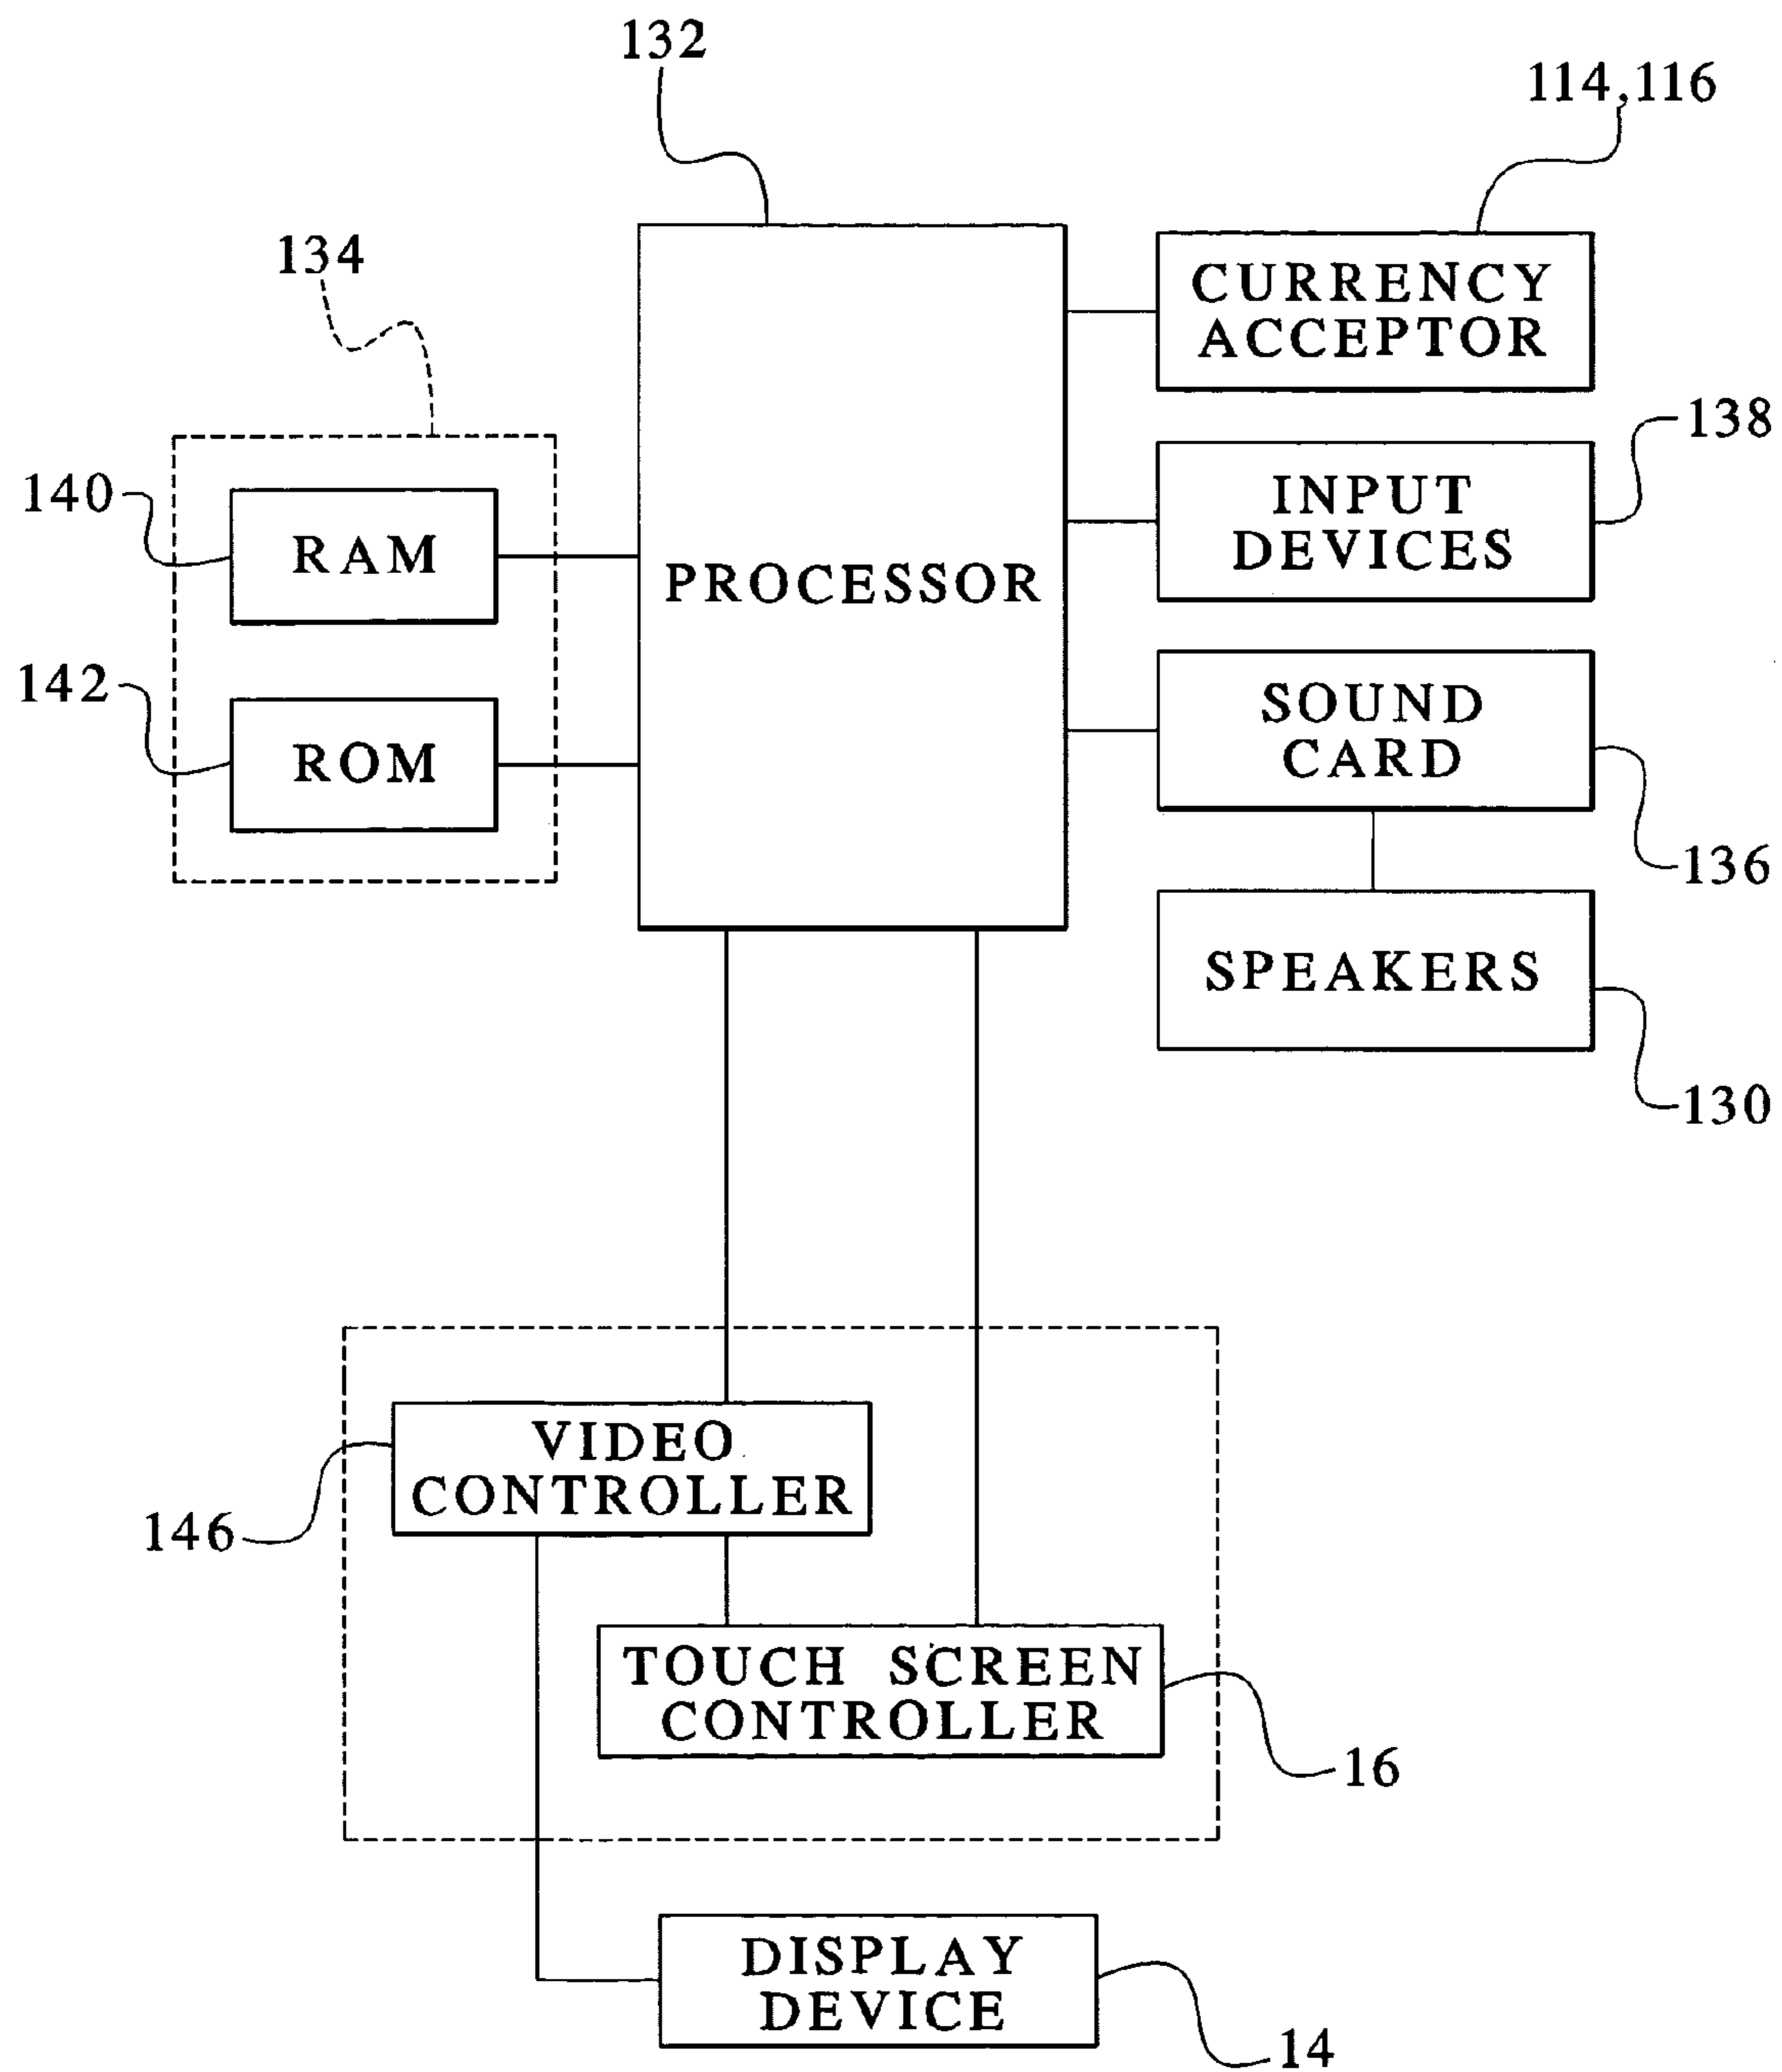 132
114,116
134
CURRENCY
ACCEPTOR
138
140
RAM
INPUT
DEVICES
PROCESSOR
142
ROM
SOUND
CARD
136
SPEAKERS
130
VIDEO
CONTROLLER
146
TOUCH SCREEN
CONTROLLER
16
DISPLAY
DEVICE
14